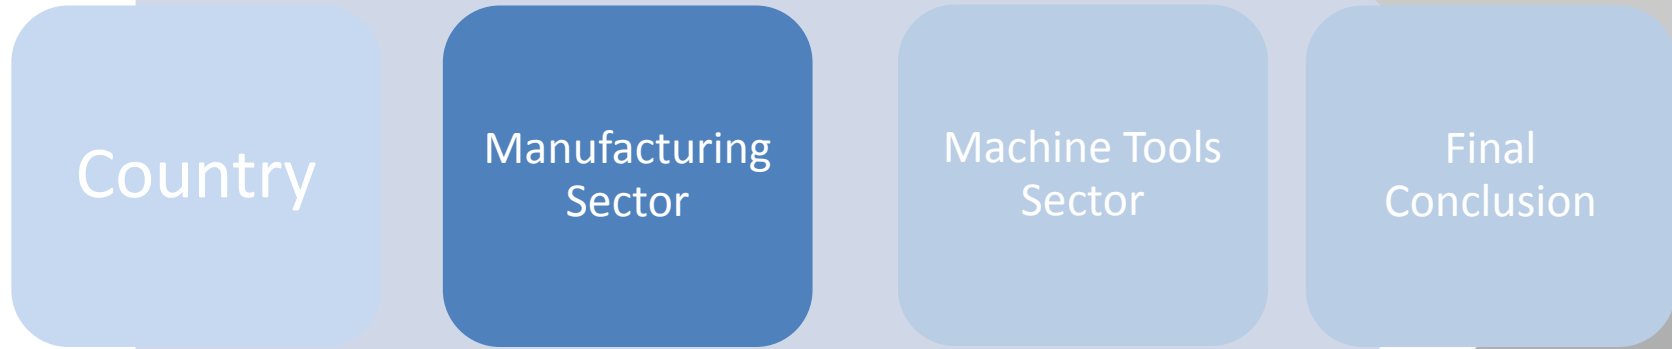 Country
Manufacturing
Sector
Machine Tools
Sector
Final
Conclusion